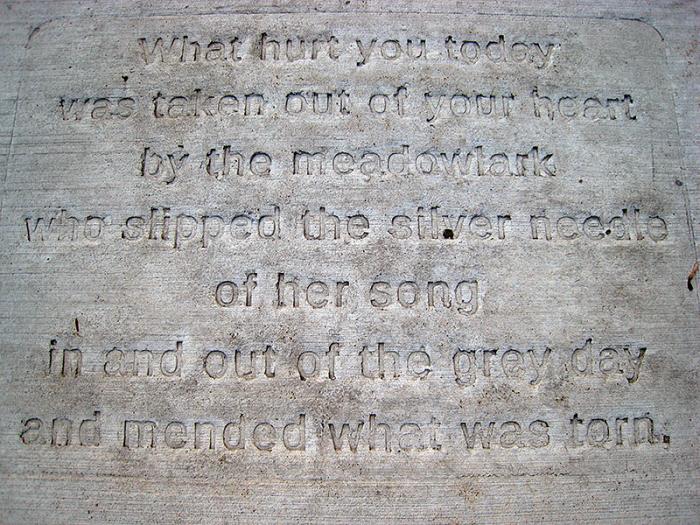 What hurt you today
was taken out of your heart
by the meadowlark
who slipped the silver needle
of her song
in and out of the grey day
and mended what was torn.